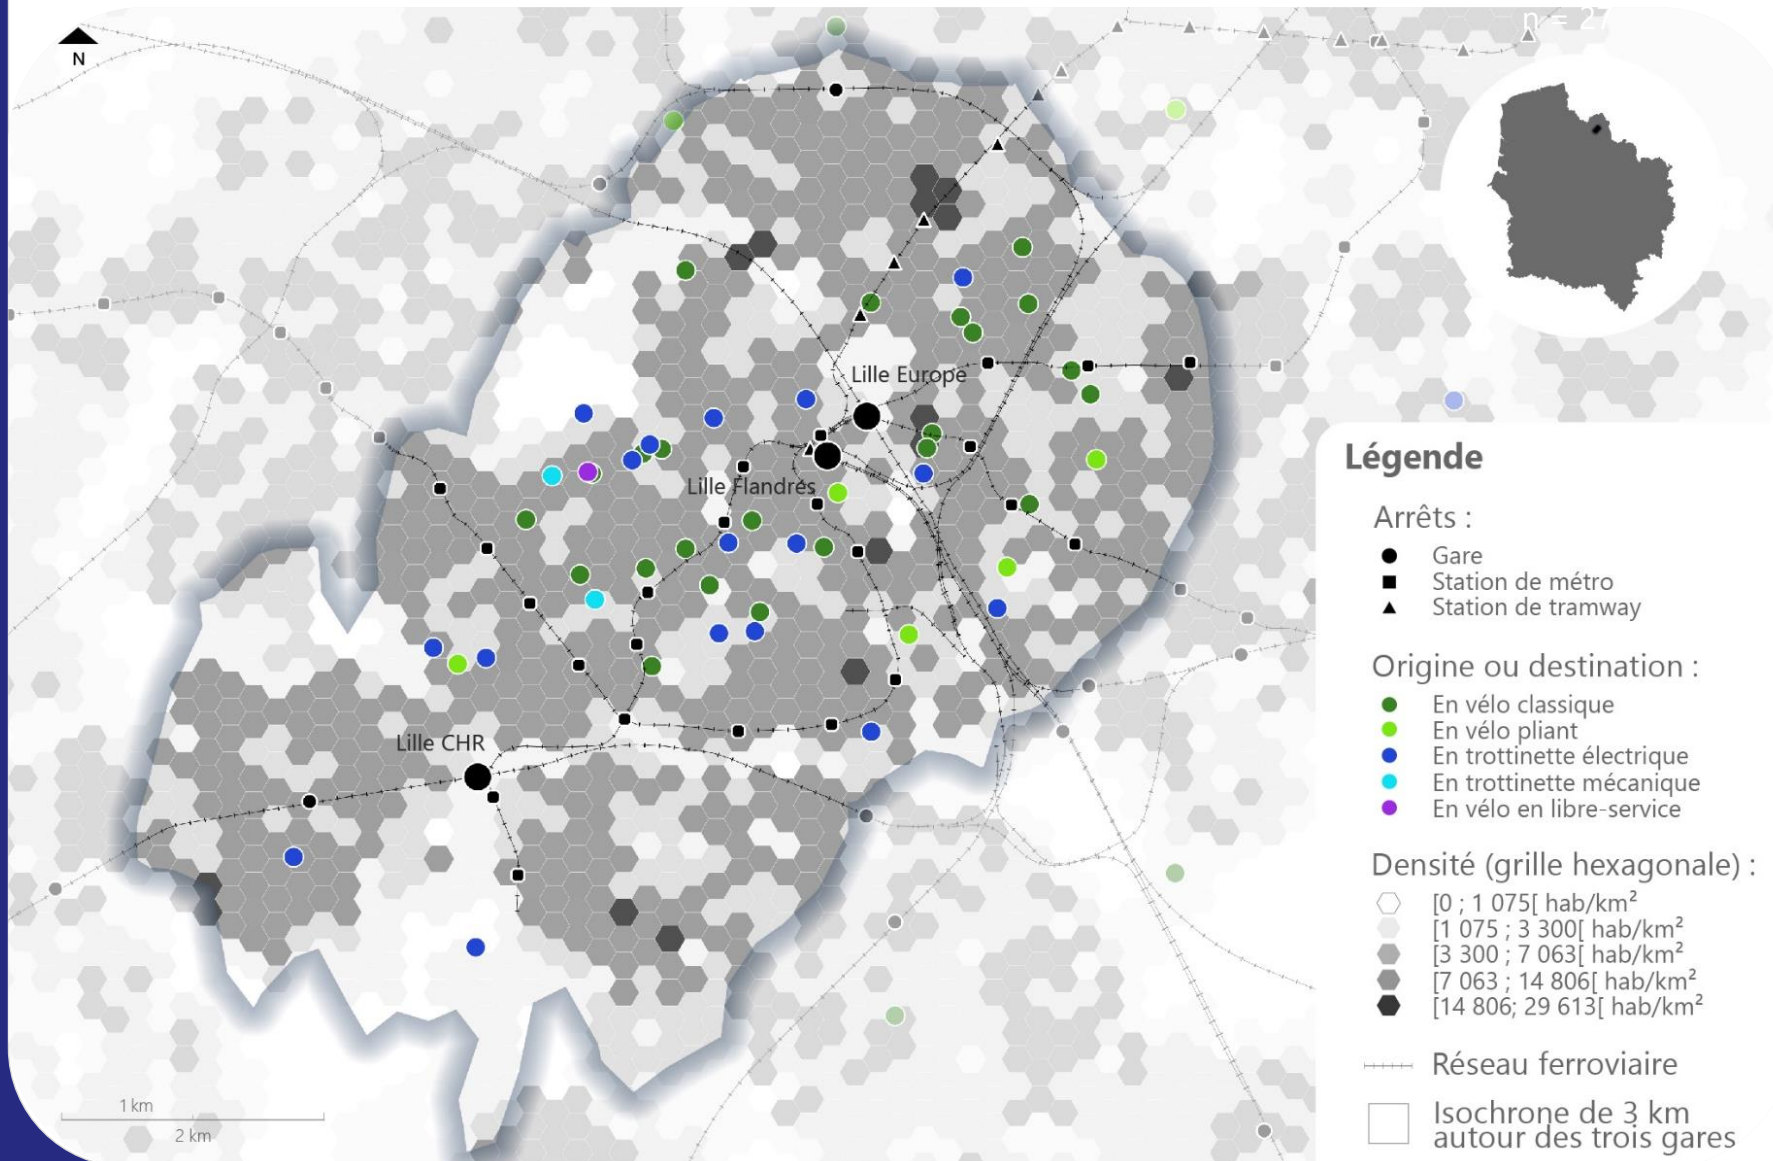 n = 27
N
Lille Europe
Lille Flandres
Lille CHR
1 km
2 km
Légende
Arrêts :
Gare
Station de métro
Station de tramway
Origine ou destination :
En vélo classique
En vélo pliant
En trottinette électrique
En trottinette mécanique
En vélo en libre-service
Densité (grille hexagonale) :
[0 ; 1 075[ hab/km²
[1 075 ; 3 300[ hab/km²
[3 300 ; 7 063[ hab/km²
[7 063 ; 14 806[ hab/km²
[14 806; 29 613[ hab/km²
Réseau ferroviaire
Isochrone de 3 km
autour des trois gares